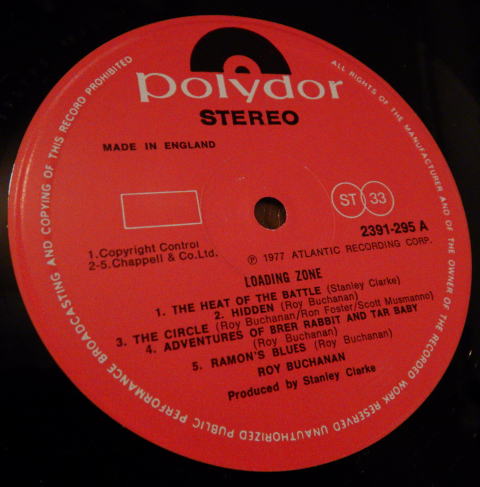 polydor
STEREO
MADE IN ENGLAND
ST 33
2391-295 A
1.Copyright Control
2-5.Chappell & Co.Ltd.
℗ 1977 ATLANTIC RECORDING CORP.
LOADING ZONE
1. THE HEAT OF THE BATTLE (Stanley Clarke)
2. HIDDEN (Roy Buchanan)
3. THE CIRCLE (Roy Buchanan/Ron Foster/Scott Musmanno)
4. ADVENTURES OF BRER RABBIT AND TAR BABY
(Roy Buchanan)
5. RAMON'S BLUES (Roy Buchanan)
ROY BUCHANAN
Produced by Stanley Clarke
ALL RIGHTS OF THE MANUFACTURER AND OF THE OWNER OF THE RECORDED WORK RESERVED UNAUTHORIZED PUBLIC PERFORMANCE BROADCASTING AND COPYING OF THIS RECORD PROHIBITED